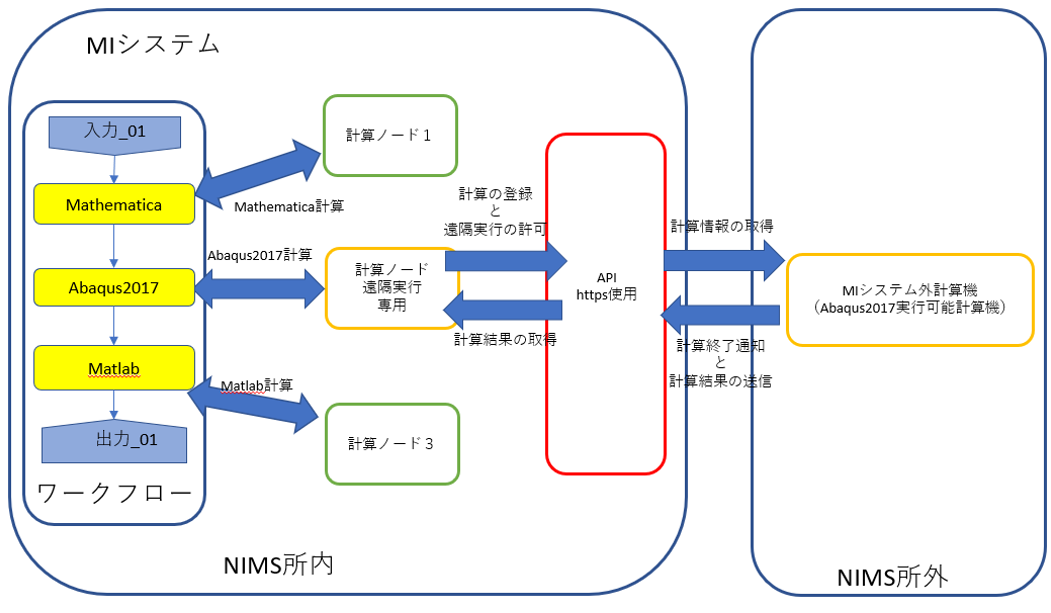 MIシステム
入力_01
Mathematica
Abaqus2017
Matlab
出力_01
ワークフロー
計算ノード１
Mathematica計算
Abaqus2017計算
計算ノード
遠隔実行
専用
Matlab計算
計算ノード３
計算の登録
と
遠隔実行の許可
計算結果の取得
API
https使用
計算情報の取得
計算終了通知
と
計算結果の送信
MIシステム外計算機
（Abaqus2017実行可能計算機）
NIMS所内
NIMS所外